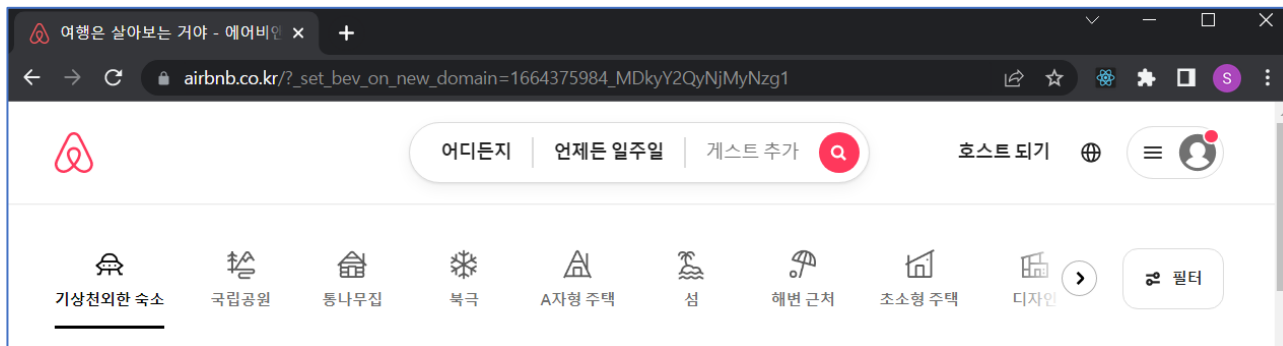 여행은 살아보는 거야 - 에어비앤
airbnb.co.kr/?_set_bev_on_new_domain=1664375984_MDkyY2QyNjMyNzg1
S
어디든지 언제든 일주일 게스트 추가
호스트 되기
기상천외한 숙소 국립공원 통나무집 북극 A자형 주택 섬 해변 근처 초소형 주택 디자인
필터